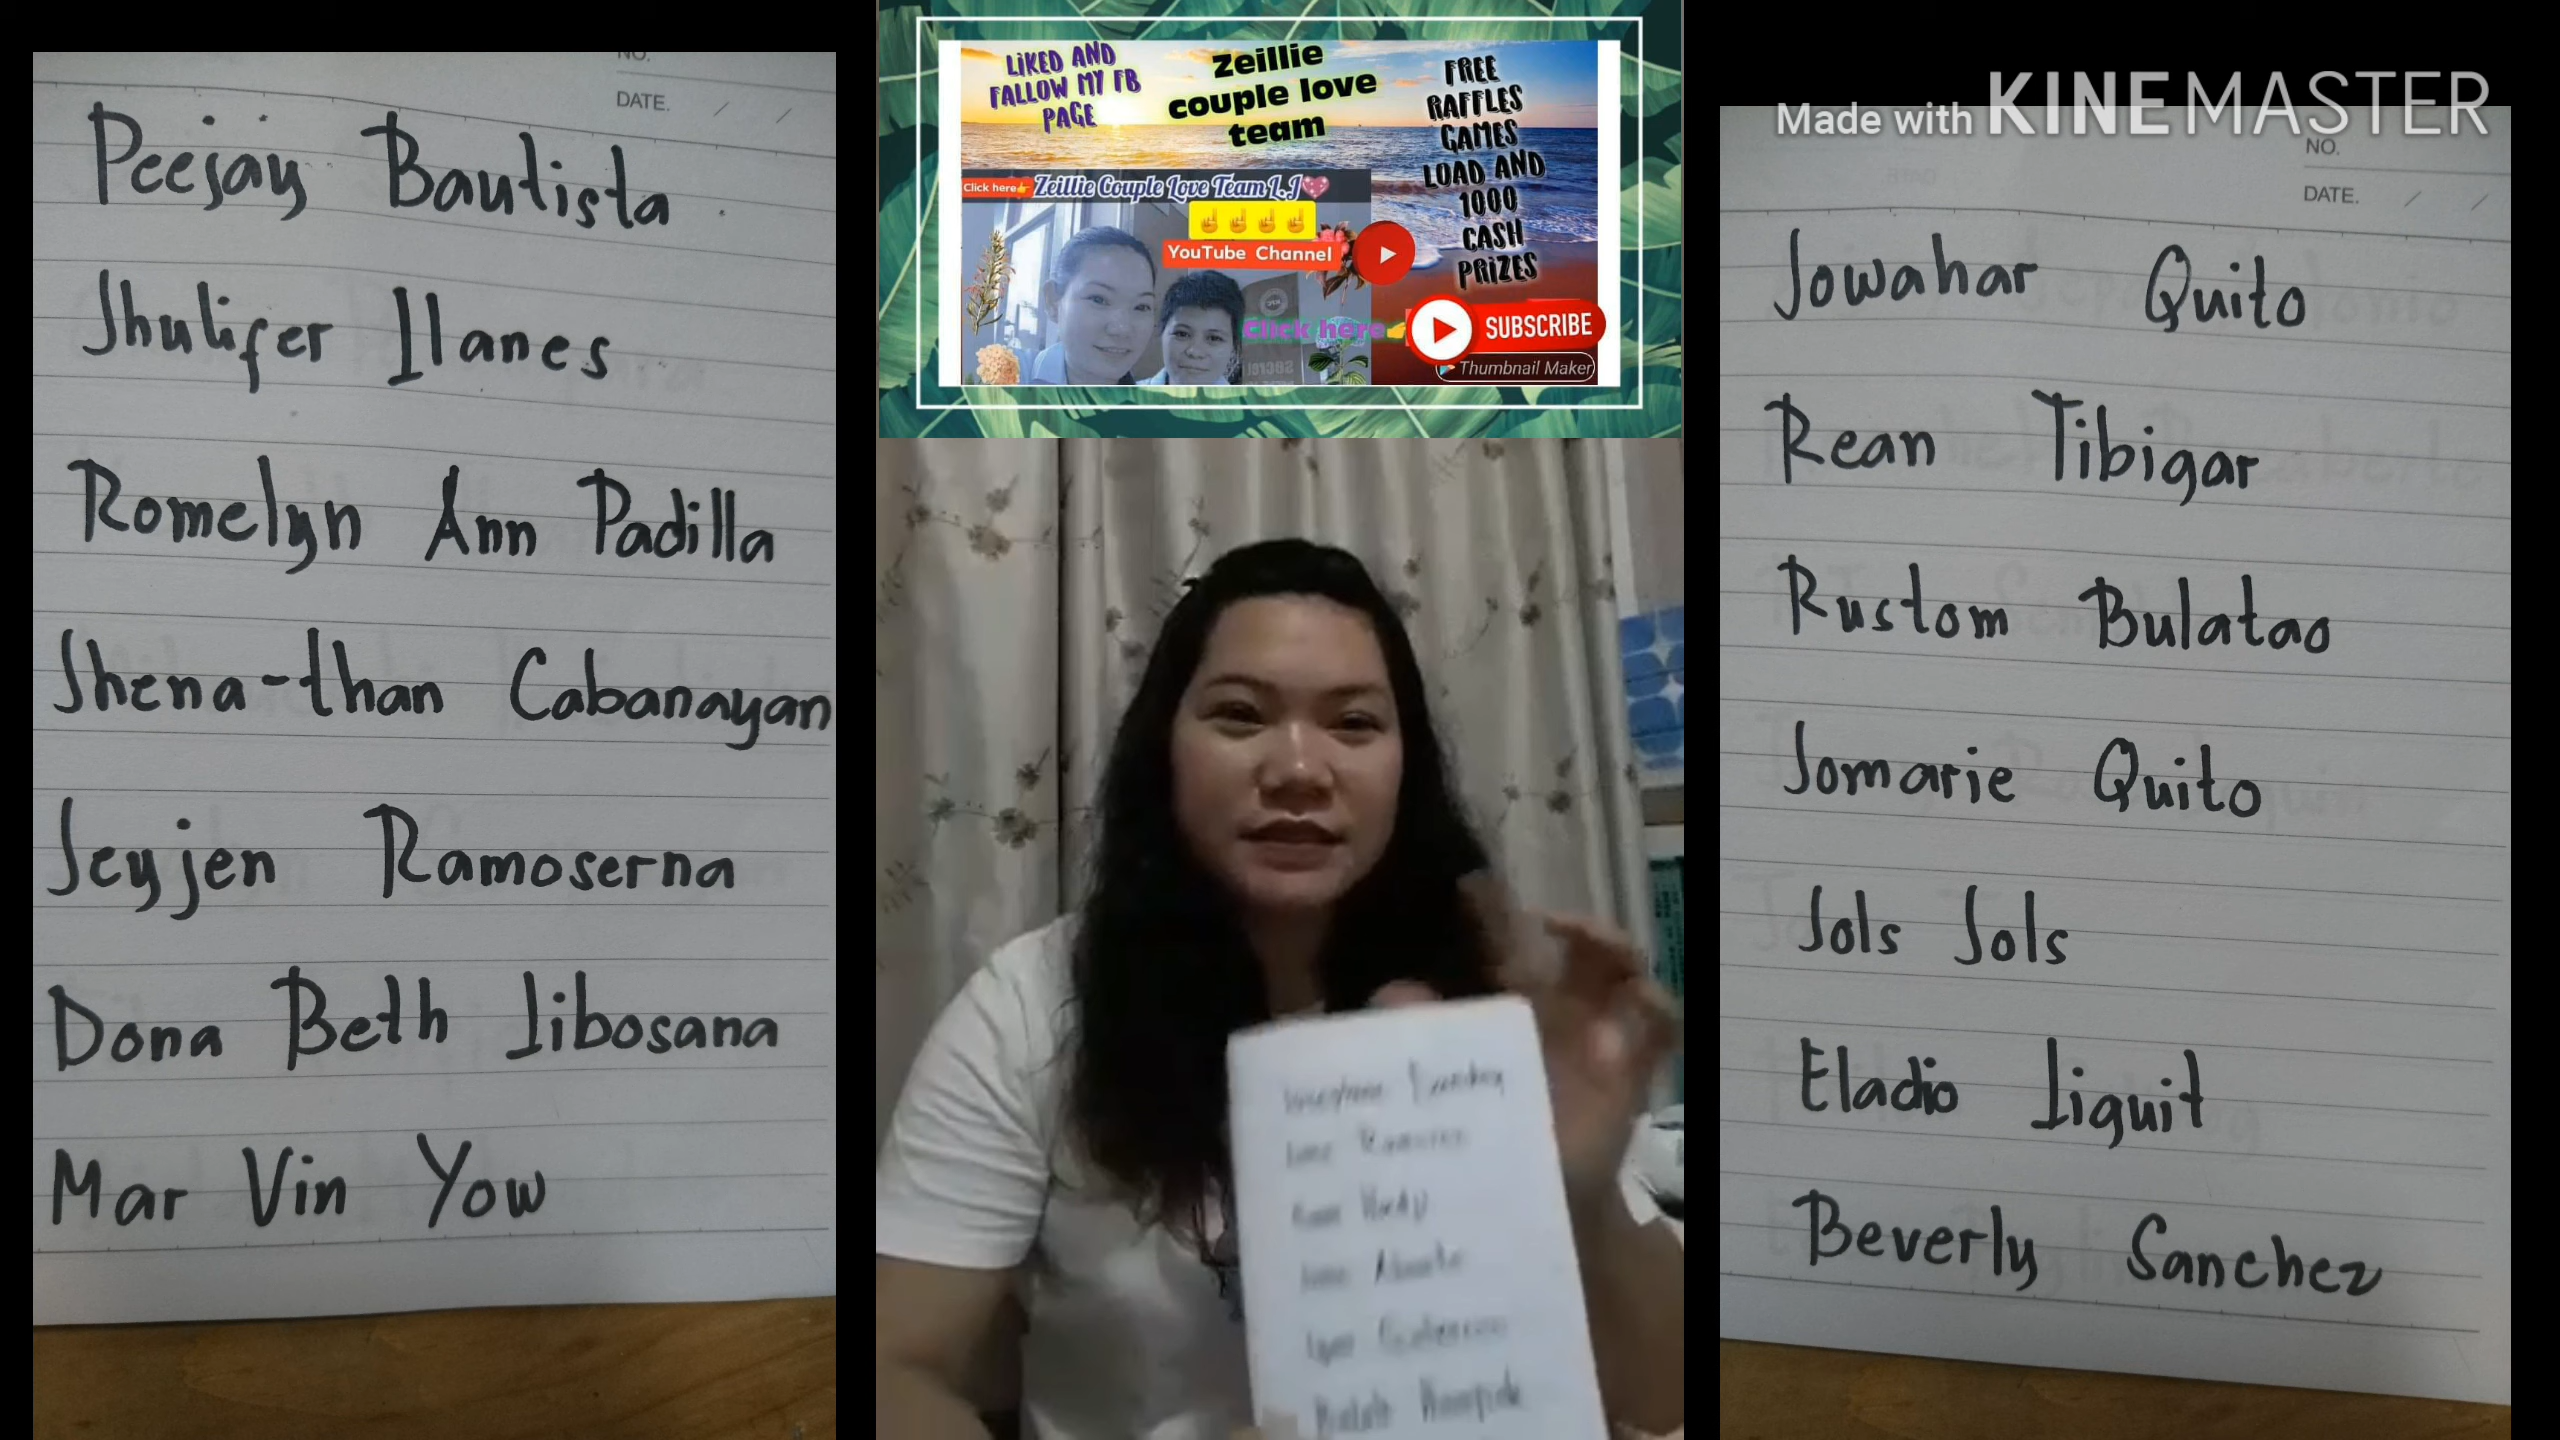 NO.
DATE. / /
Peejay Bautista
Jhulifer Ilanes
Romelyn Ann Padilla
Jhena-than Cabanayan
Jeyjen Ramoserna
Dona Beth Libosana
Mar Vin Yow
LiKED AND
FALLOW MY FB
PAGE
Zeillie
couple love
team
FREE
RAFFLES
GAMES
LOAD AND
1000
CASH
PRiZES
Click here
Zeillie Couple Love Team L.J
YouTube Channel
Click here
SUBSCRIBE
Thumbnail Maker
Made with KINEMASTER
NO.
DATE. / /
Jowahar Quito
Rean Tibigar
Rustom Bulatao
Jomarie Quito
Jols Jols
Eladio Liguit
Beverly Sanchez